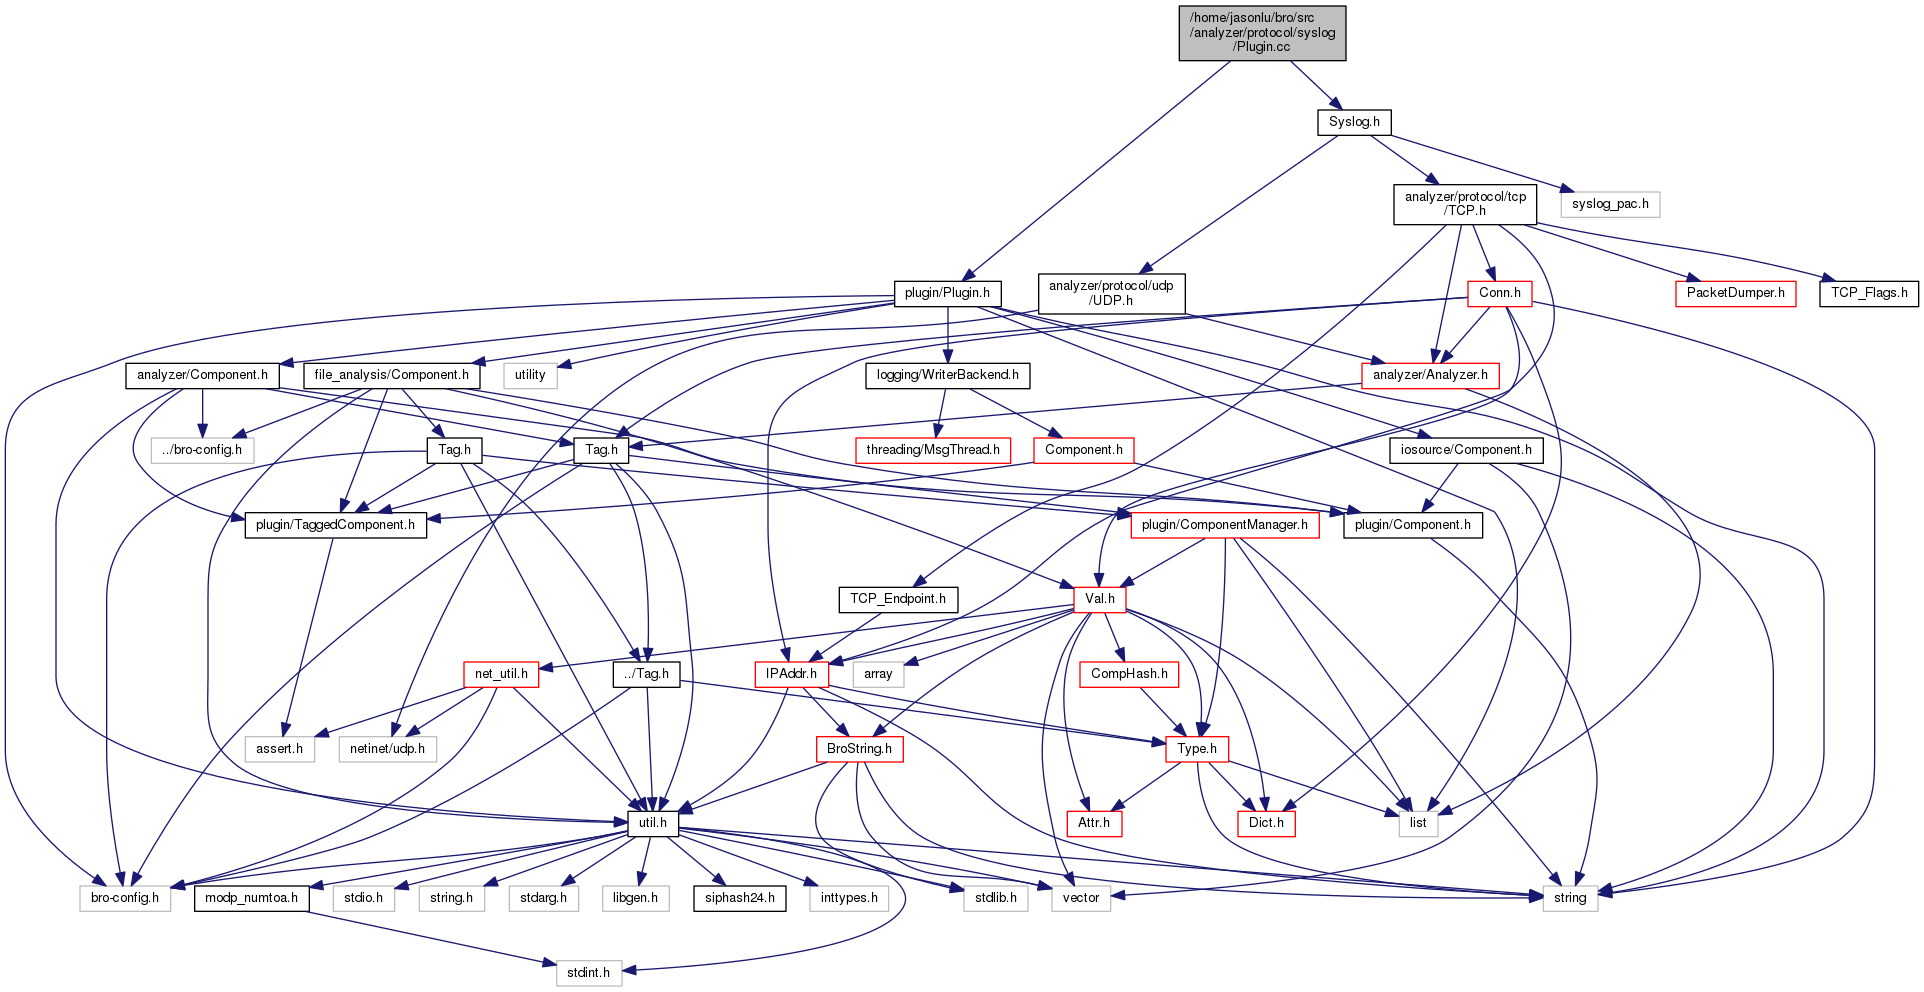 /home/jasonlu/bro/src
/analyzer/protocol/syslog
/Plugin.cc
Syslog.h
analyzer/protocol/tcp
/TCP.h
syslog_pac.h
plugin/Plugin.h
analyzer/protocol/udp
/UDP.h
Conn.h
PacketDumper.h
TCP_Flags.h
analyzer/Component.h
file_analysis/Component.h
utility
logging/WriterBackend.h
analyzer/Analyzer.h
../bro-config.h
Tag.h
Tag.h
threading/MsgThread.h
Component.h
iosource/Component.h
plugin/TaggedComponent.h
plugin/ComponentManager.h
plugin/Component.h
TCP_Endpoint.h
Val.h
net_util.h
../Tag.h
IPAddr.h
array
CompHash.h
assert.h
netinet/udp.h
BroString.h
Type.h
util.h
Attr.h
Dict.h
list
bro-config.h
modp_numtoa.h
stdio.h
string.h
stdarg.h
libgen.h
siphash24.h
inttypes.h
stdlib.h
vector
string
stdint.h